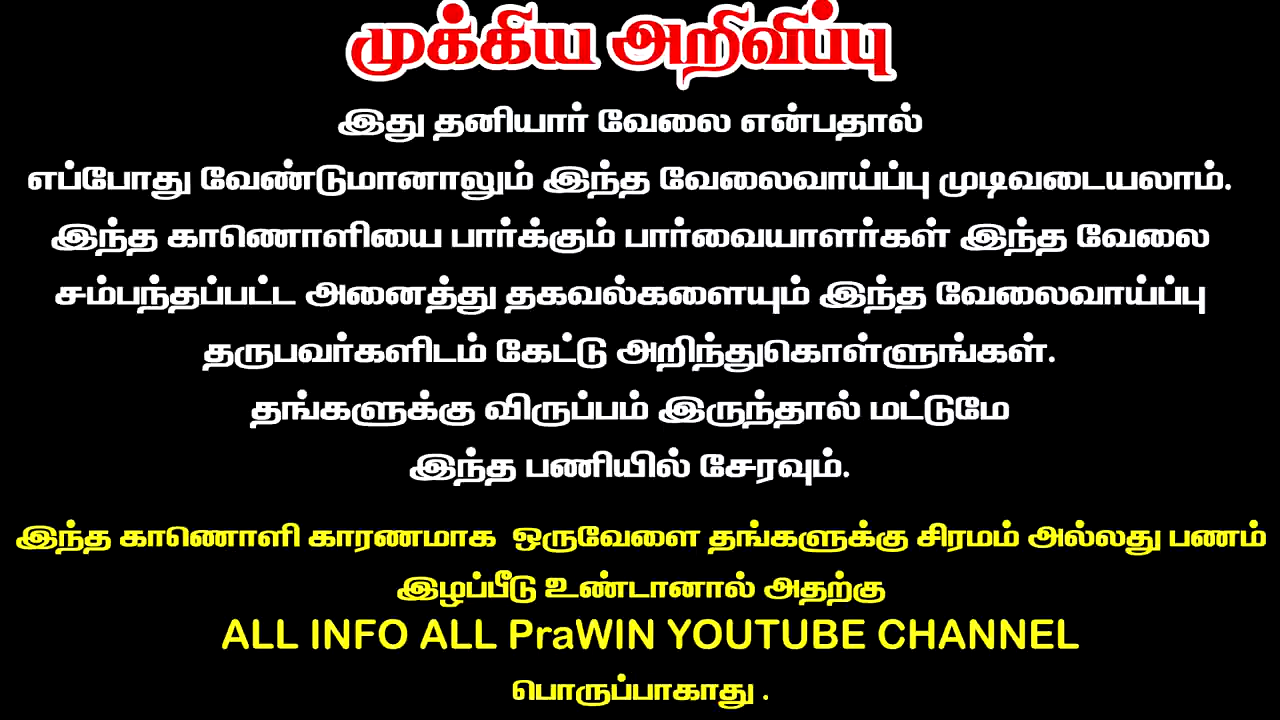 முக்கிய அறிவிப்பு
இது தனியார் வேலை என்பதால்
எப்போது வேண்டுமானாலும் இந்த வேலைவாய்ப்பு முடிவடையலாம்.
இந்த காணொளியை பார்க்கும் பார்வையாளர்கள் இந்த வேலை
சம்பந்தப்பட்ட அனைத்து தகவல்களையும் இந்த வேலைவாய்ப்பு
தருபவர்களிடம் கேட்டு அறிந்துகொள்ளுங்கள்.
தங்களுக்கு விருப்பம் இருந்தால் மட்டுமே
இந்த பணியில் சேரவும்.
இந்த காணொளி காரணமாக ஒருவேளை தங்களுக்கு சிரமம் அல்லது பணம்
இழப்பீடு உண்டானால் அதற்கு
ALL INFO ALL PraWIN YOUTUBE CHANNEL
பொருப்பாகாது .